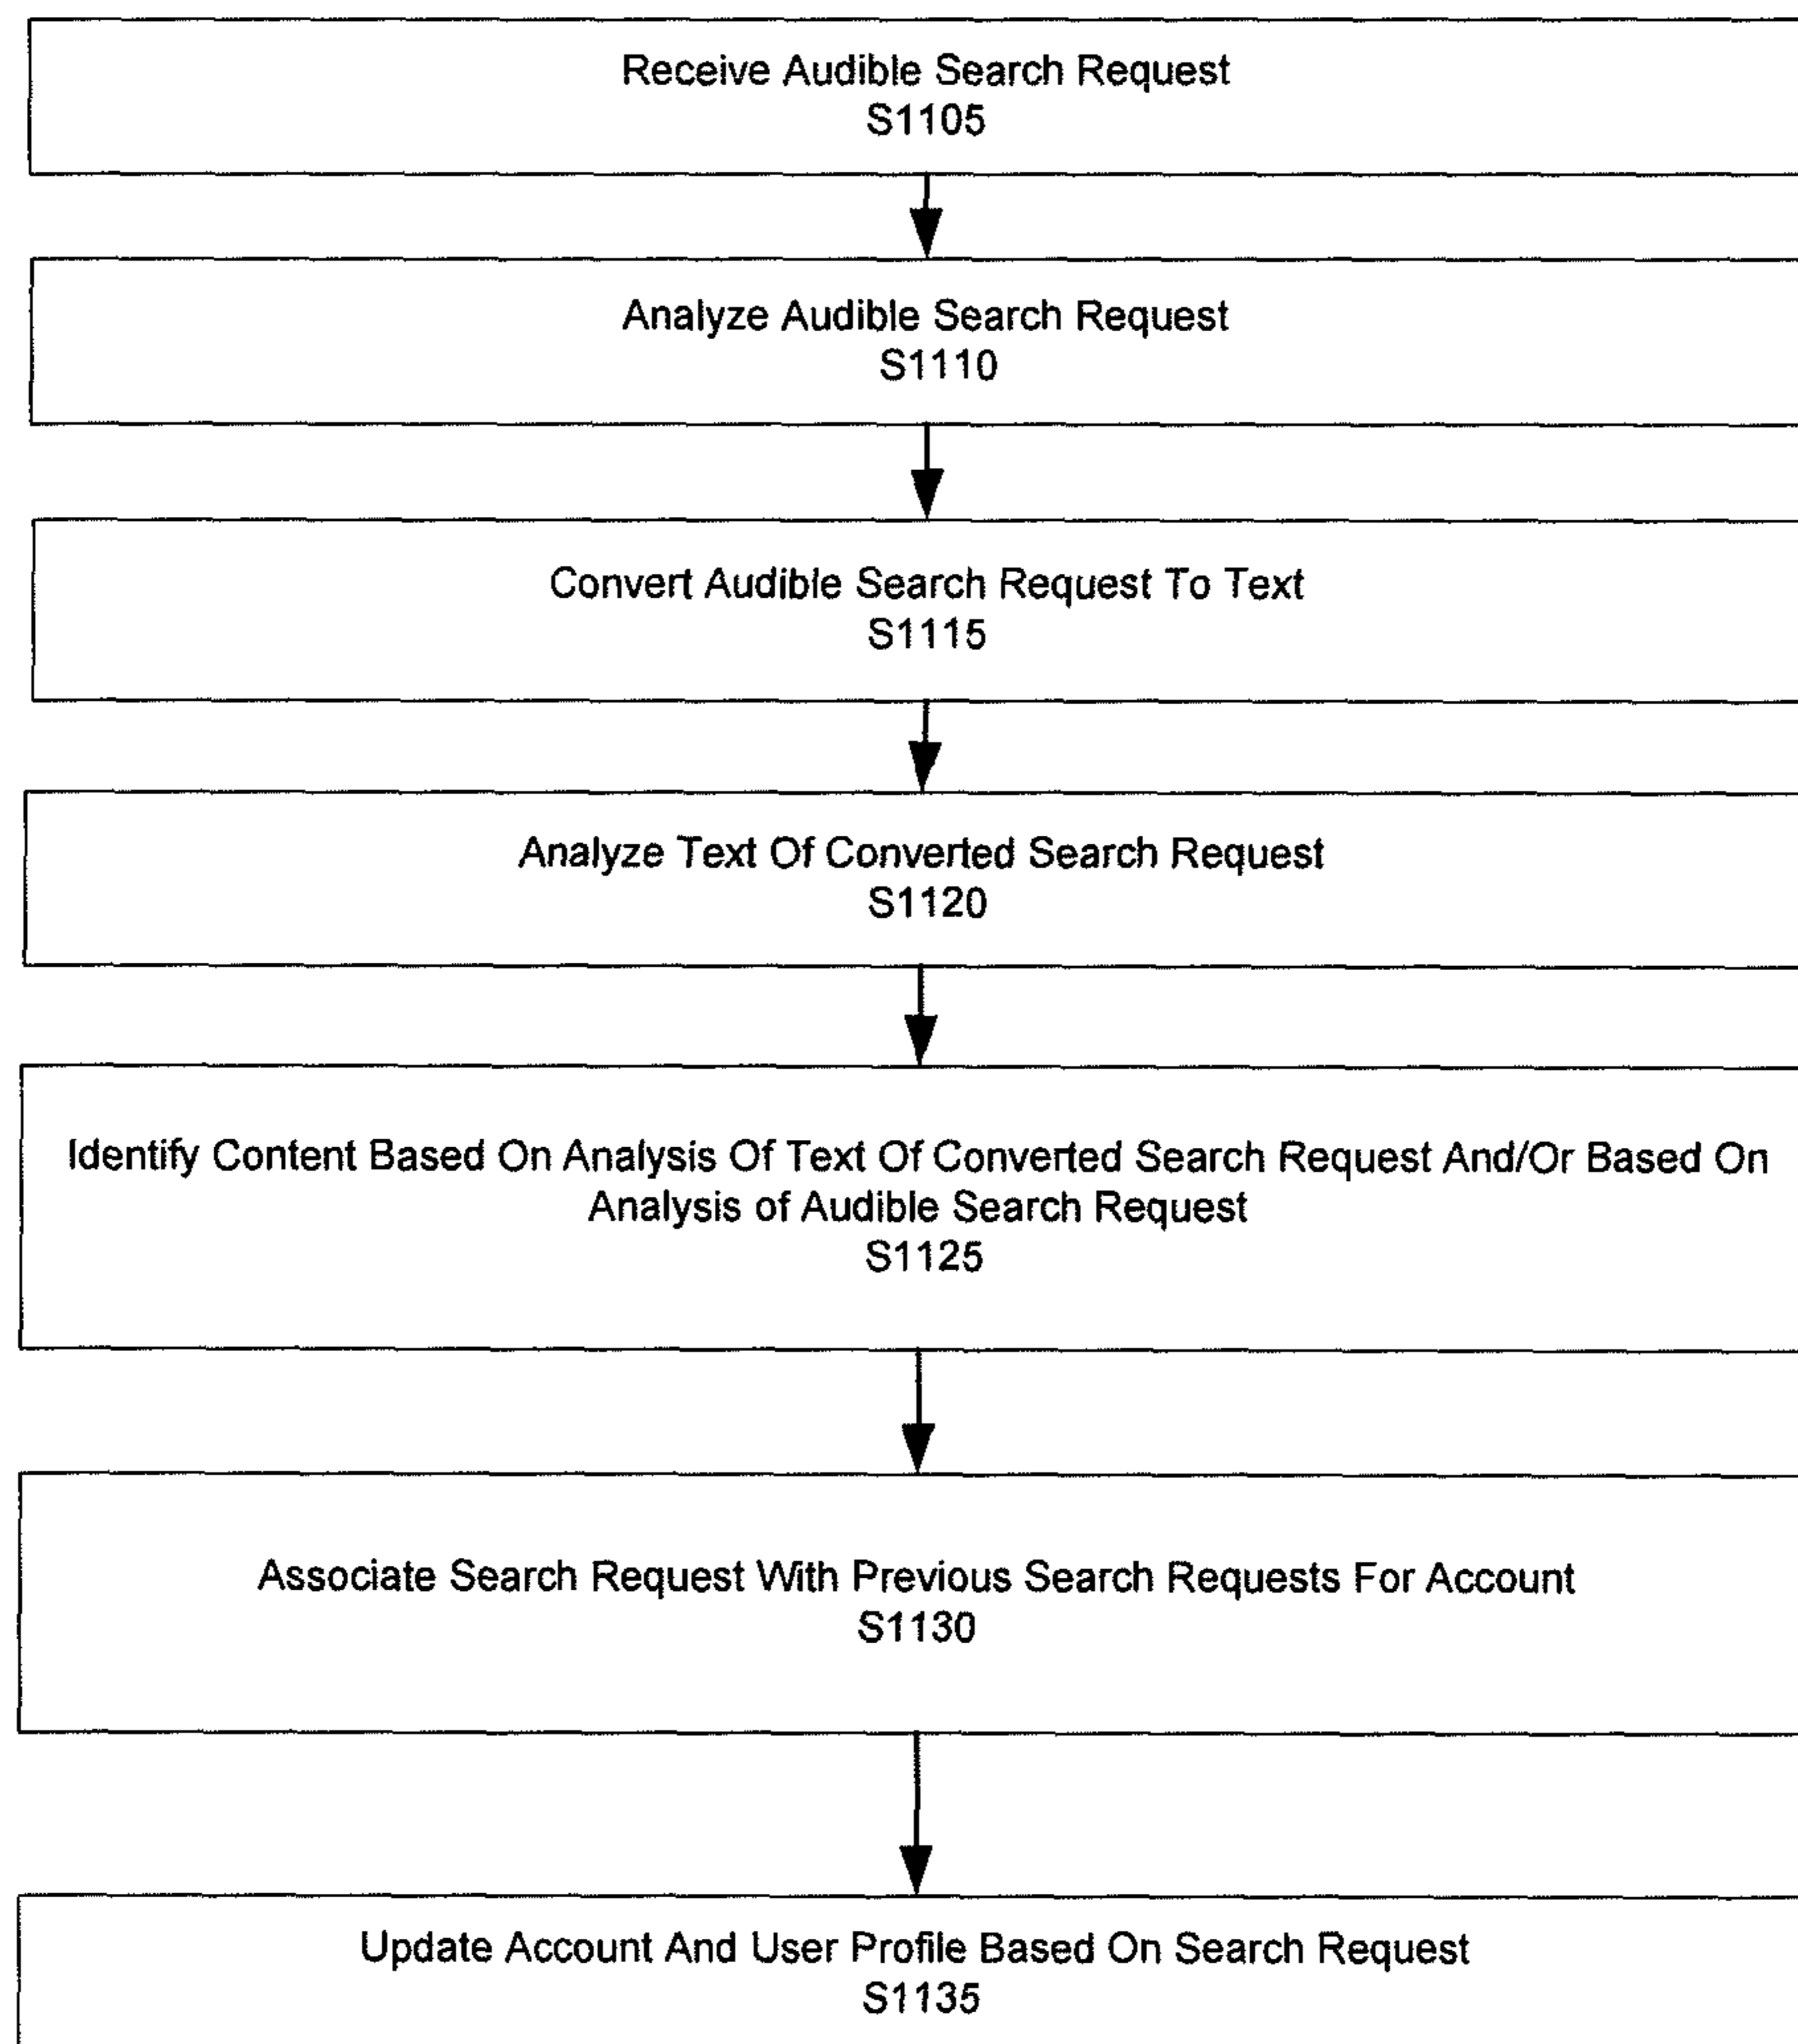 Receive Audible Search Request
S1105
Analyze Audible Search Request
S1110
Convert Audible Search Request To Text
S1115
Analyze Text Of Converted Search Request
S1120
Identify Content Based On Analysis Of Text Of Converted Search Request And/Or Based On
Analysis of Audible Search Request
S1125
Associate Search Request With Previous Search Requests For Account
S1130
Update Account And User Profile Based On Search Request
S1135